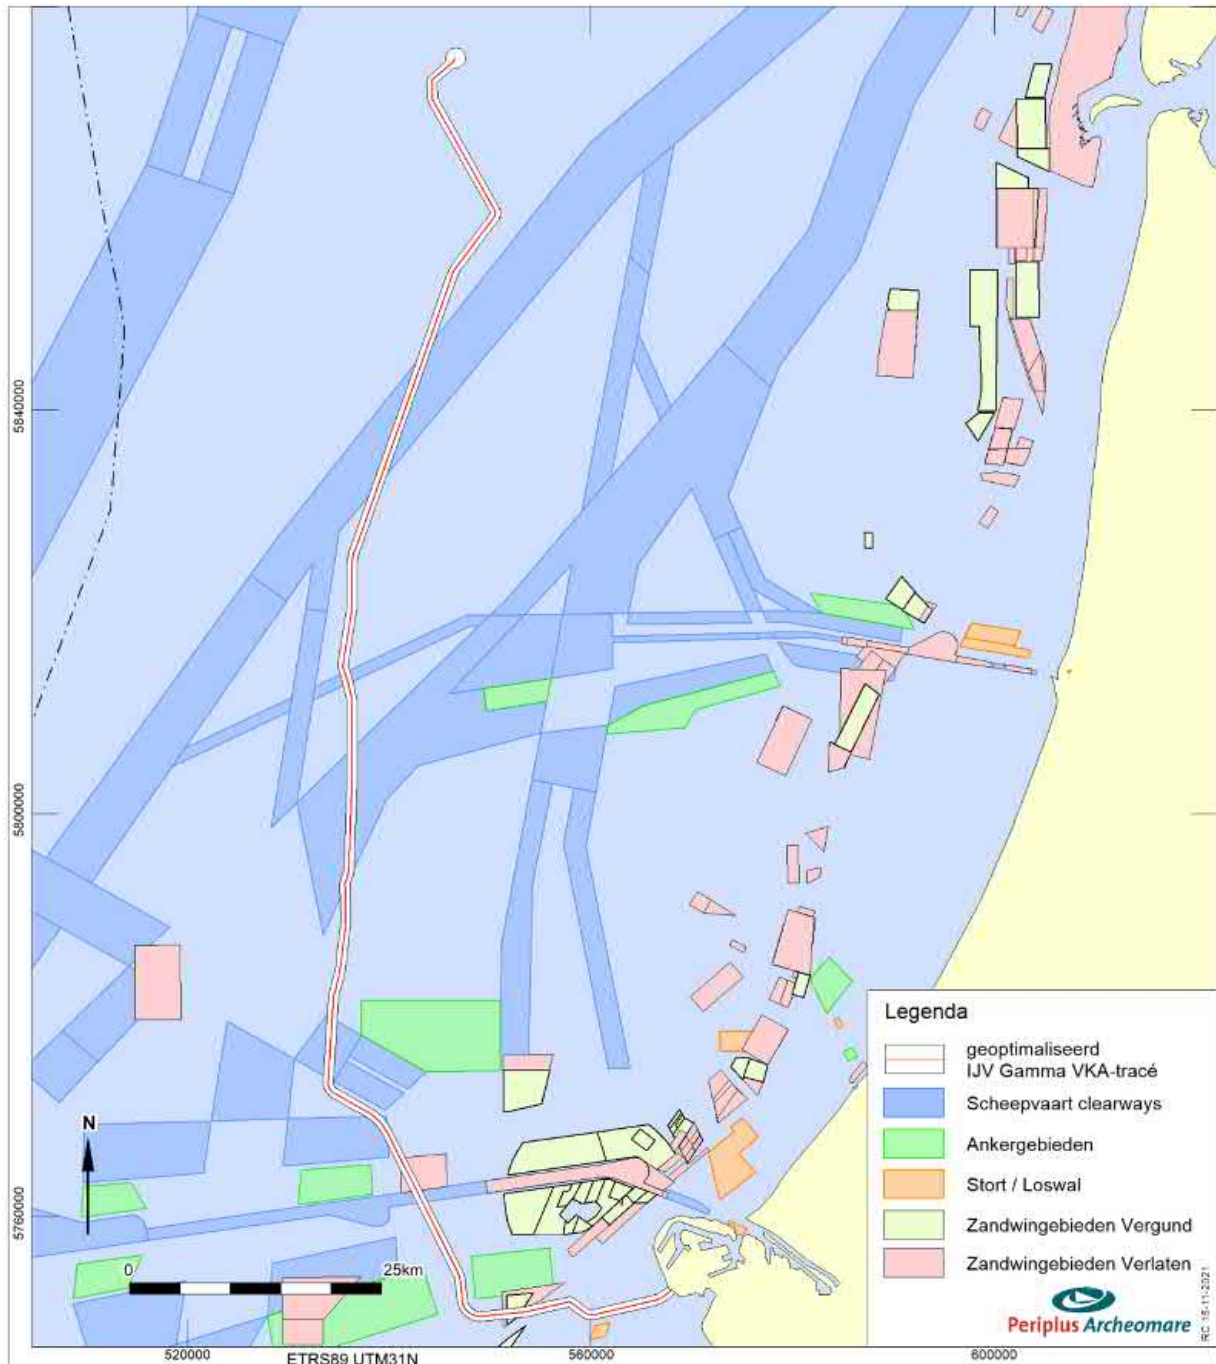 5840000
5800000
5760000
N
0
25km
520000
ETRS89 UTM31N
560000
600000
Legenda
geoptimaliseerd
IJV Gamma VKA-tracé
Scheepvaart clearways
Ankergebieden
Stort / Loswal
Zandwingebieden Vergund
Zandwingebieden Verlaten
Periplus Archeomare
RC 15-11-2021